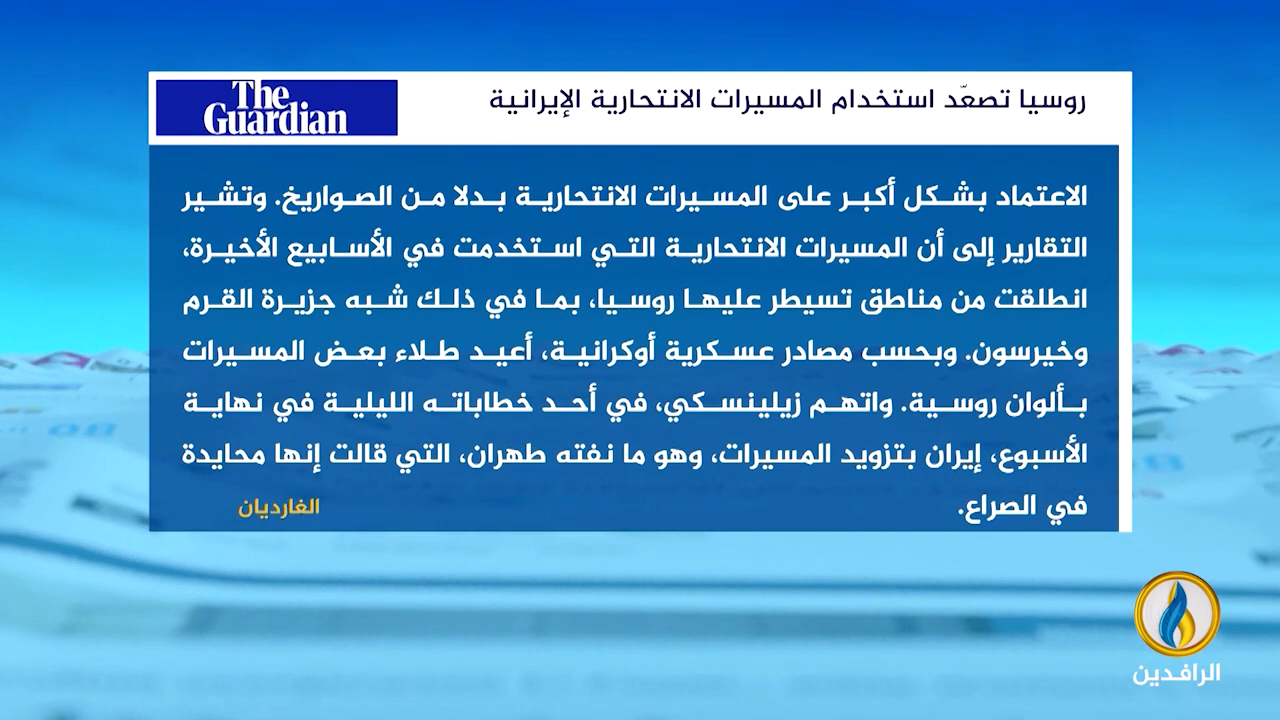 The
Guardian
روسيا تصعّد استخدام المسيرات الانتحارية الإيرانية
الاعتماد بشكل أكبر على المسيرات الانتحارية بدلا من الصواريخ. وتشير
التقارير إلى أن المسيرات الانتحارية التي استخدمت في الأسابيع الأخيرة،
انطلقت من مناطق تسيطر عليها روسيا، بما في ذلك شبه جزيرة القرم
وخيرسون. وبحسب مصادر عسكرية أوكرانية، أعيد طلاء بعض المسيرات
بألوان روسية. واتهم زيلينسكي، في أحد خطاباته الليلية في نهاية
الأسبوع، إيران بتزويد المسيرات، وهو ما نفته طهران، التي قالت إنها محايدة
في الصراع.
الغارديان
الرافدين